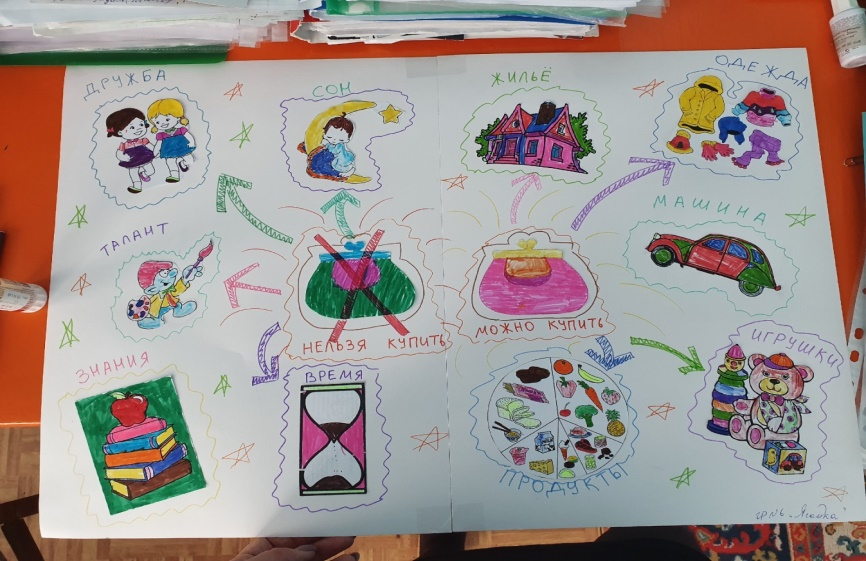 ДРУЖБА
СОН
ЖИЛЬЁ
ОДЕЖДА
ТАЛАНТ
МАШИНА
НЕЛЬЗЯ КУПИТЬ
МОЖНО КУПИТЬ
ИГРУШКИ
ЗНАНИЯ
ВРЕМЯ
ПРОДУКТЫ